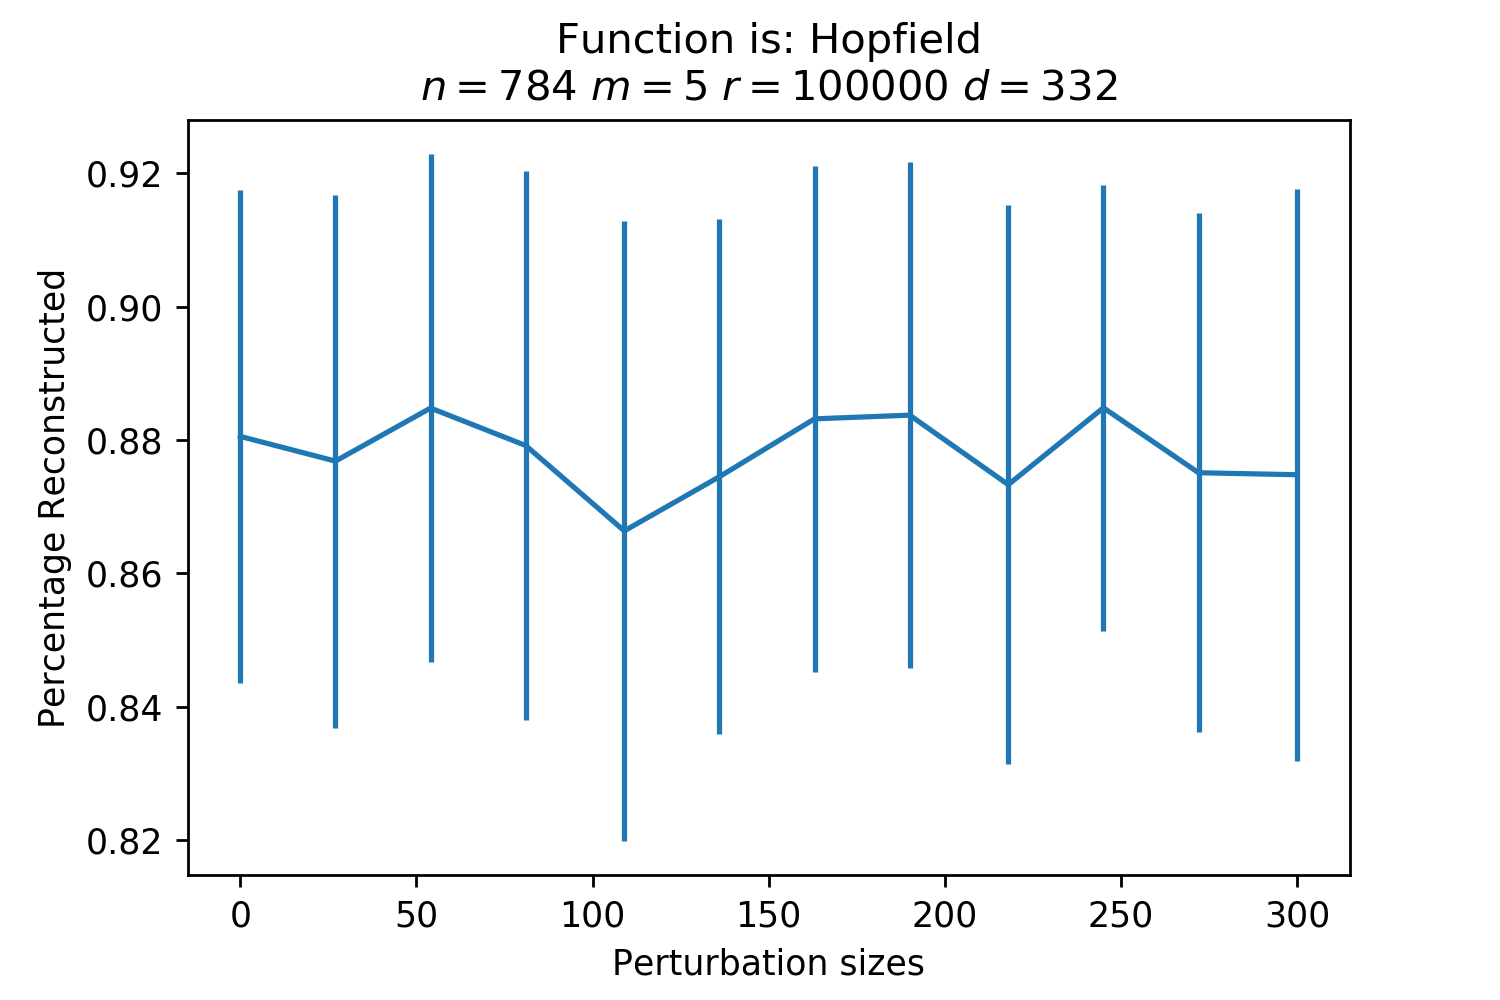 Function is: Hopfield
n = 784 m = 5 r = 100000 d = 332
Percentage Reconstructed
0.92
0.90
0.88
0.86
0.84
0.82
0 50 100 150 200 250 300
Perturbation sizes